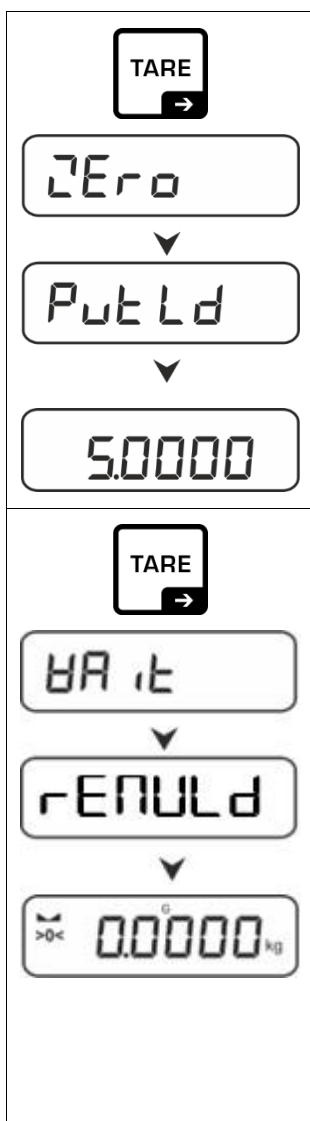 TARE
ZEro
PutLd
5.0000
TARE
WAit
rEMULd
>0< G 0.0000 kg